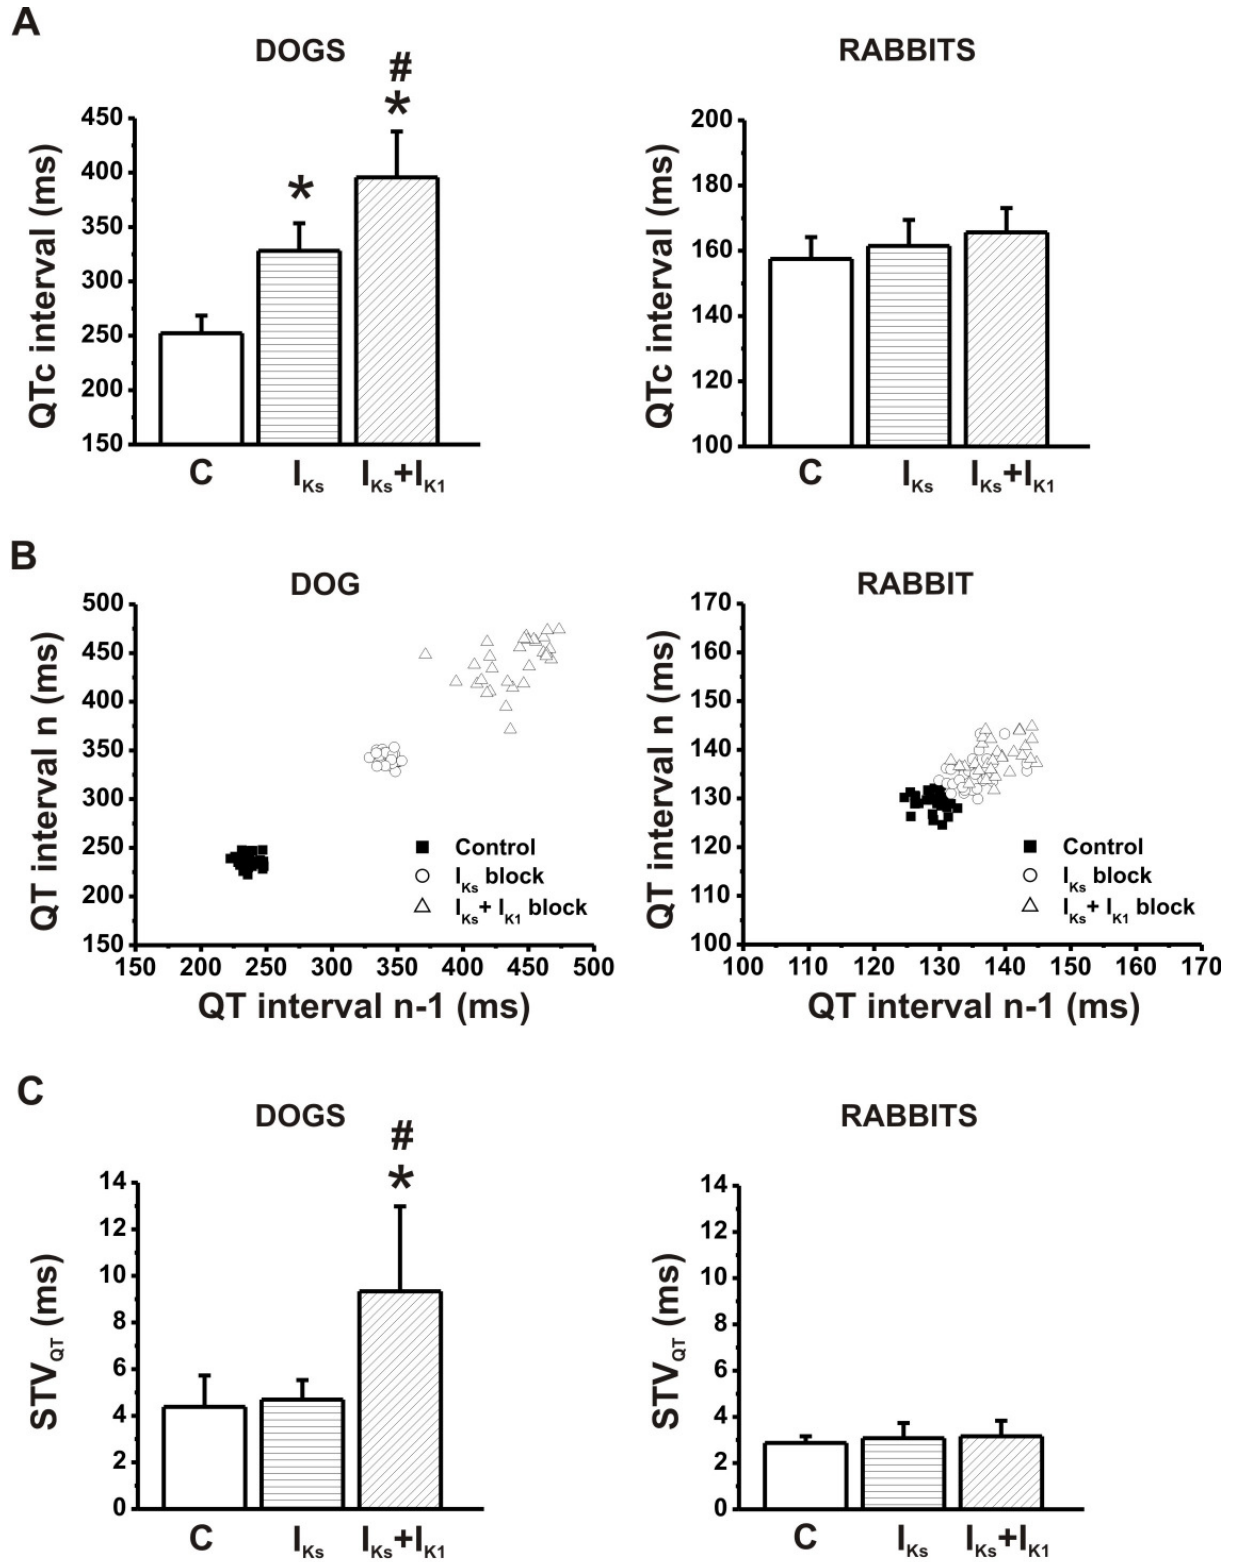 A
DOGS
RABBITS
#
*
*
450
400
350
300
250
200
150
QTc interval (ms)
C
IKs
IKs+IK1
200
180
160
140
120
100
QTc interval (ms)
C
IKs
IKs+IK1
B
DOG
RABBIT
500
450
400
350
300
250
200
150
QT interval n (ms)
Control
IKs block
IKs+ IK1 block
150 200 250 300 350 400 450 500
QT interval n-1 (ms)
170
160
150
140
130
120
110
100
QT interval n (ms)
Control
IKs block
IKs+ IK1 block
100 110 120 130 140 150 160 170
QT interval n-1 (ms)
C
DOGS
RABBITS
#
*
14
12
10
8
6
4
2
0
STVQT (ms)
C
IKs
IKs+IK1
14
12
10
8
6
4
2
0
STVQT (ms)
C
IKs
IKs+IK1